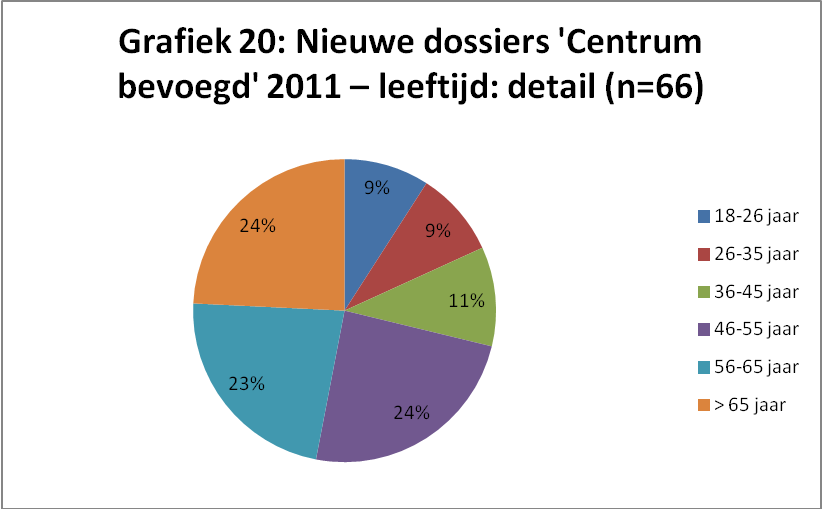 Grafiek 20: Nieuwe dossiers 'Centrum
bevoegd' 2011 – leeftijd: detail (n=66)
9%
9%
11%
24%
23%
24%
18-26 jaar
26-35 jaar
36-45 jaar
46-55 jaar
56-65 jaar
> 65 jaar